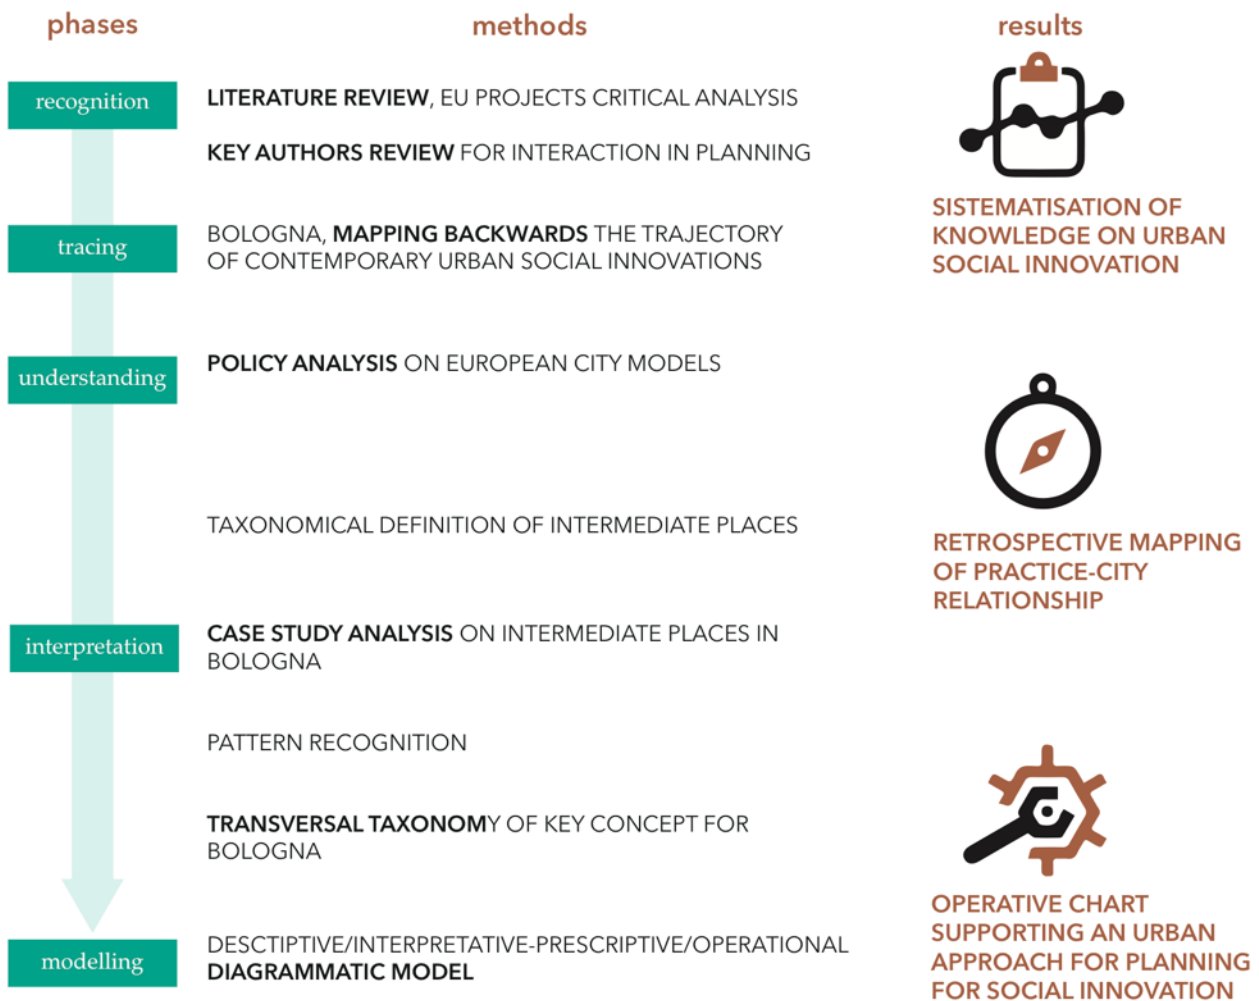 phases
methods
results
recognition
LITERATURE REVIEW, EU PROJECTS CRITICAL ANALYSIS
KEY AUTHORS REVIEW FOR INTERACTION IN PLANNING
SISTEMATISATION OF
KNOWLEDGE ON URBAN
SOCIAL INNOVATION
tracing
BOLOGNA, MAPPING BACKWARDS THE TRAJECTORY
OF CONTEMPORARY URBAN SOCIAL INNOVATIONS
understanding
POLICY ANALYSIS ON EUROPEAN CITY MODELS
TAXONOMICAL DEFINITION OF INTERMEDIATE PLACES
RETROSPECTIVE MAPPING
OF PRACTICE-CITY
RELATIONSHIP
interpretation
CASE STUDY ANALYSIS ON INTERMEDIATE PLACES IN
BOLOGNA
PATTERN RECOGNITION
TRANSVERSAL TAXONOMY OF KEY CONCEPT FOR
BOLOGNA
modelling
DESCTIPTIVE/INTERPRETATIVE-PRESCRIPTIVE/OPERATIONAL
DIAGRAMMATIC MODEL
OPERATIVE CHART
SUPPORTING AN URBAN
APPROACH FOR PLANNING
FOR SOCIAL INNOVATION